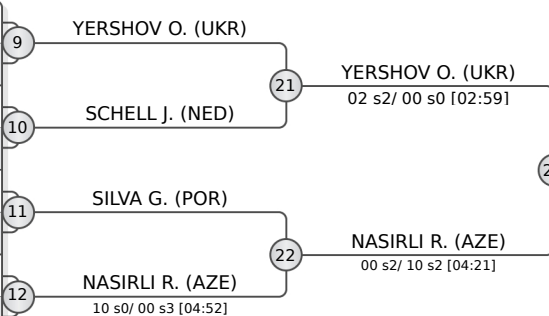 YERSHOV O. (UKR)
9
21
YERSHOV O. (UKR)
02 s2/ 00 s0 [02:59]
SCHELL J. (NED)
10
SILVA G. (POR)
11
22
NASIRLI R. (AZE)
00 s2/ 10 s2 [04:21]
NASIRLI R. (AZE)
12
10 s0/ 00 s3 [04:52]